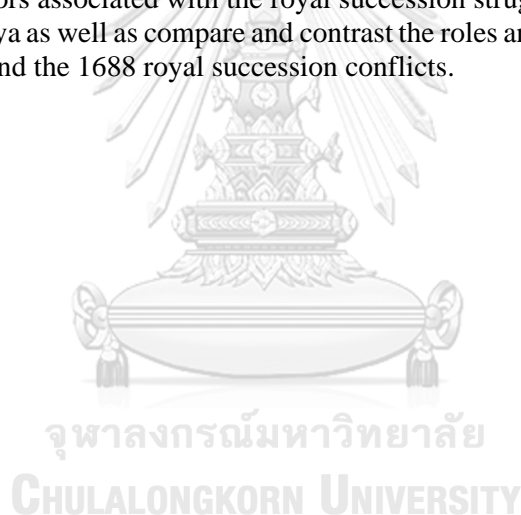 ors associated with the royal succession strug
ya as well as compare and contrast the roles an
nd the 1688 royal succession conflicts.
จุฬาลงกรณ์มหาวิทยาลัย
CHULALONGKORN UNIVERSITY